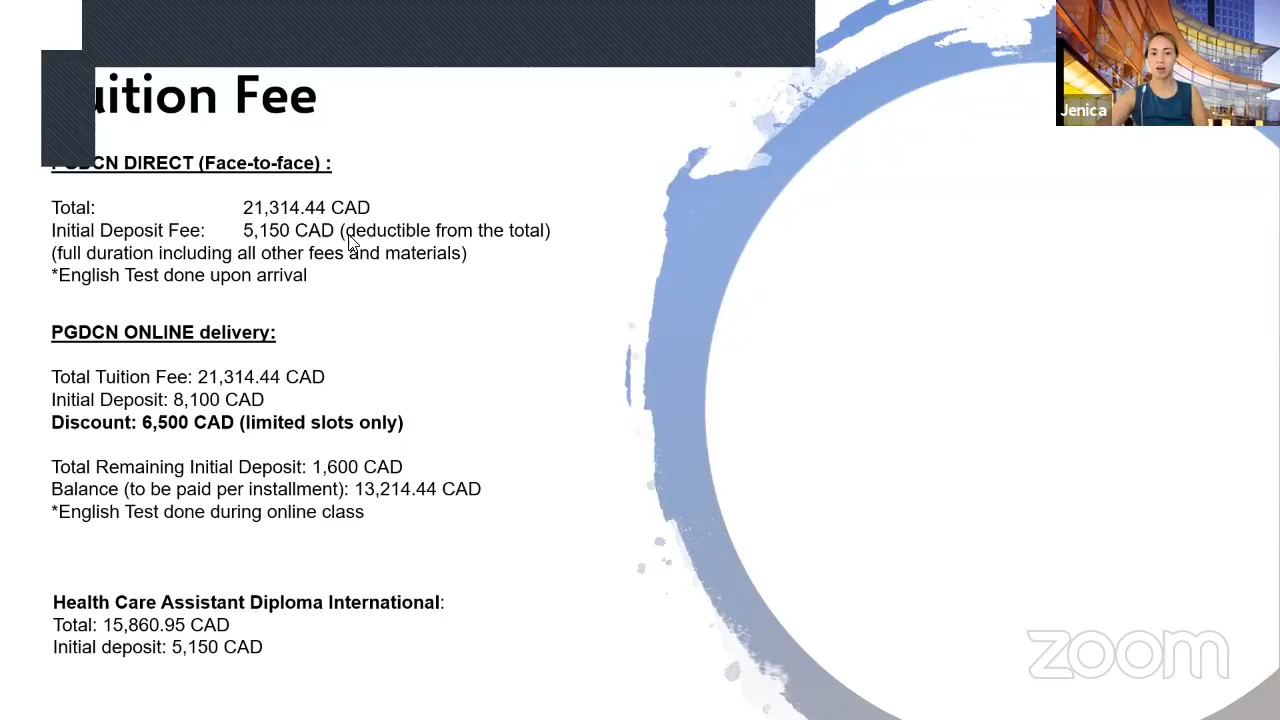 uition Fee
PGDCN DIRECT (Face-to-face) :
Total: 21,314.44 CAD
Initial Deposit Fee: 5,150 CAD (deductible from the total)
(full duration including all other fees and materials)
*English Test done upon arrival
PGDCN ONLINE delivery:
Total Tuition Fee: 21,314.44 CAD
Initial Deposit: 8,100 CAD
Discount: 6,500 CAD (limited slots only)
Total Remaining Initial Deposit: 1,600 CAD
Balance (to be paid per installment): 13,214.44 CAD
*English Test done during online class
Health Care Assistant Diploma International:
Total: 15,860.95 CAD
Initial deposit: 5,150 CAD
Jenica
zoom